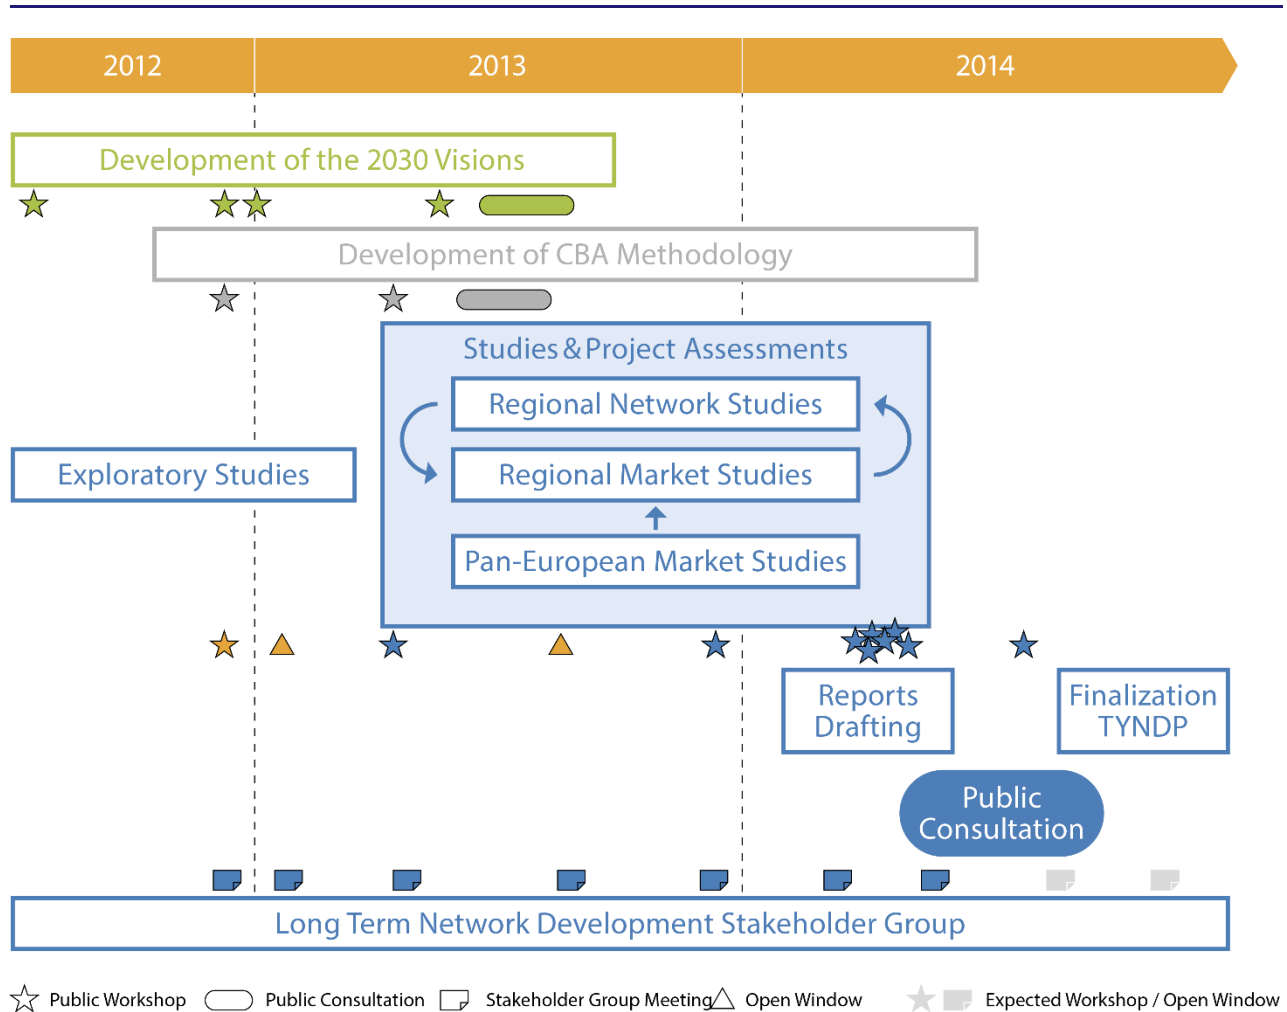 2012
2013
2014
Development of the 2030 Visions
Development of CBA Methodology
Studies & Project Assessments
Regional Network Studies
Exploratory Studies
Regional Market Studies
Pan-European Market Studies
Reports
Drafting
Finalization
TYNDP
Public
Consultation
Long Term Network Development Stakeholder Group
Public Workshop
Public Consultation
Stakeholder Group Meeting
Open Window
Expected Workshop / Open Window